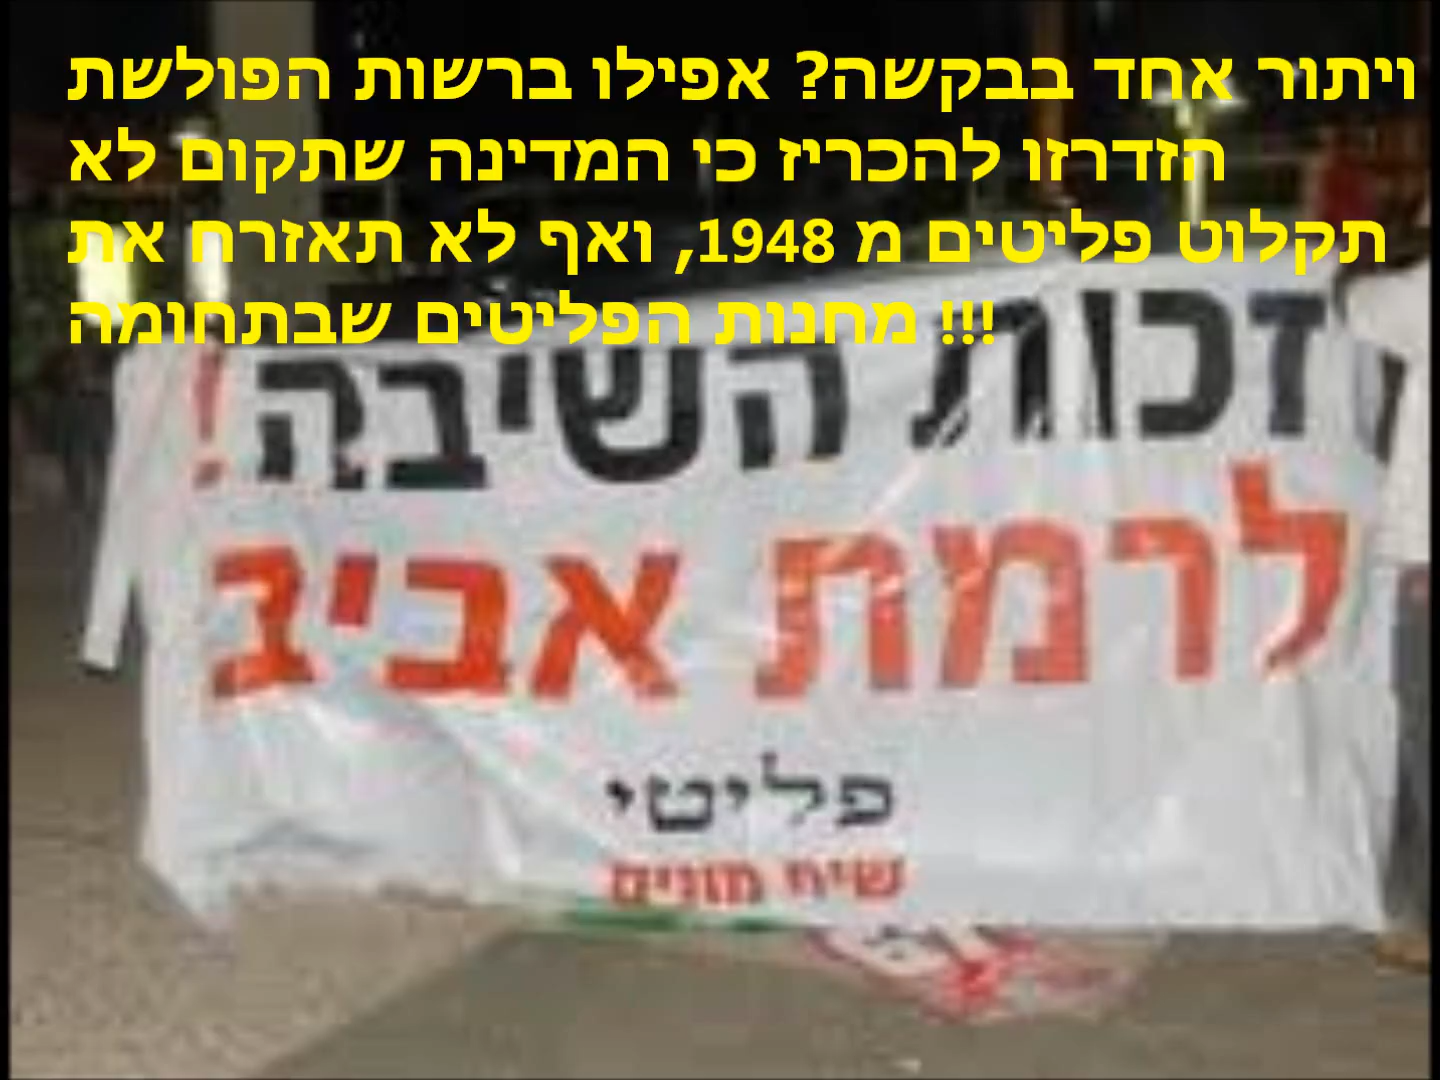 ויתור אחד בבקשה? אפילו ברשות הפולשת
הזדרזו להכריז כי המדינה שתקום לא
תקלוט פליטים מ 1948, ואף לא תאזרח את
מחנות הפליטים שבתחומה !!!
זכות השיבה!
לרמת אביב
פליטי
שיח מוניס